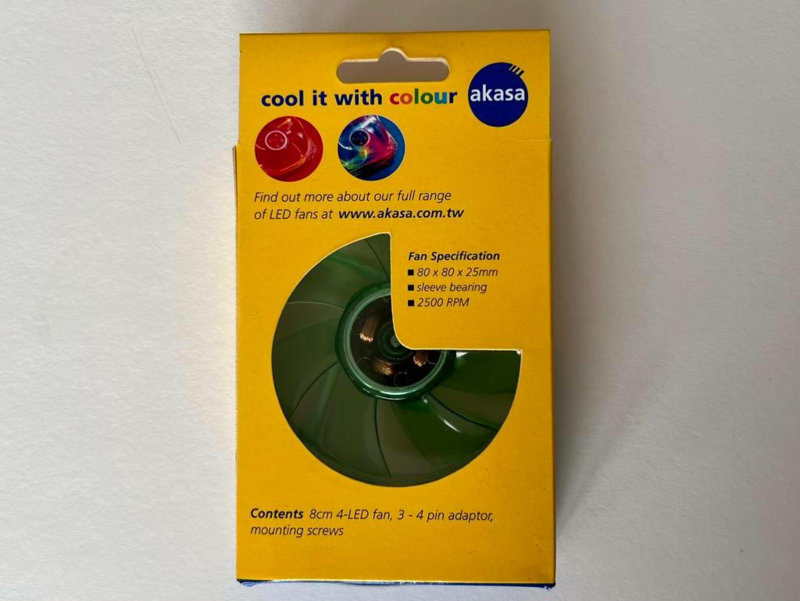 cool it with colour
akasa
Find out more about our full range
of LED fans at www.akasa.com.tw
Fan Specification
80 x 80 x 25mm
sleeve bearing
2500 RPM
Contents 8cm 4-LED fan, 3 - 4 pin adaptor,
mounting screws